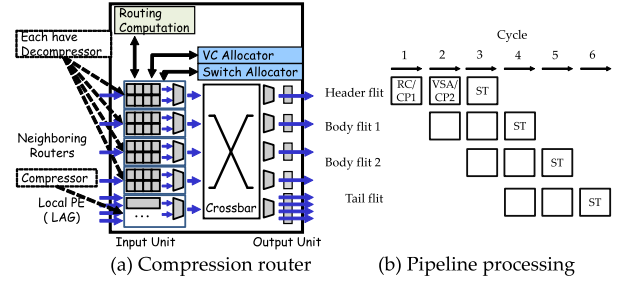 Routing
Computation
Each have
Decompressor
VC Allocator
Switch Allocator
Neighboring
Routers
Compressor
Local PE
( LAG)
...
Crossbar
Input Unit
Output Unit
(a) Compression router
Cycle
1 2 3 4 5 6
Header flit
RC/
CP1
VSA/
CP2
ST
Body flit 1
ST
Body flit 2
ST
Tail flit
ST
(b) Pipeline processing